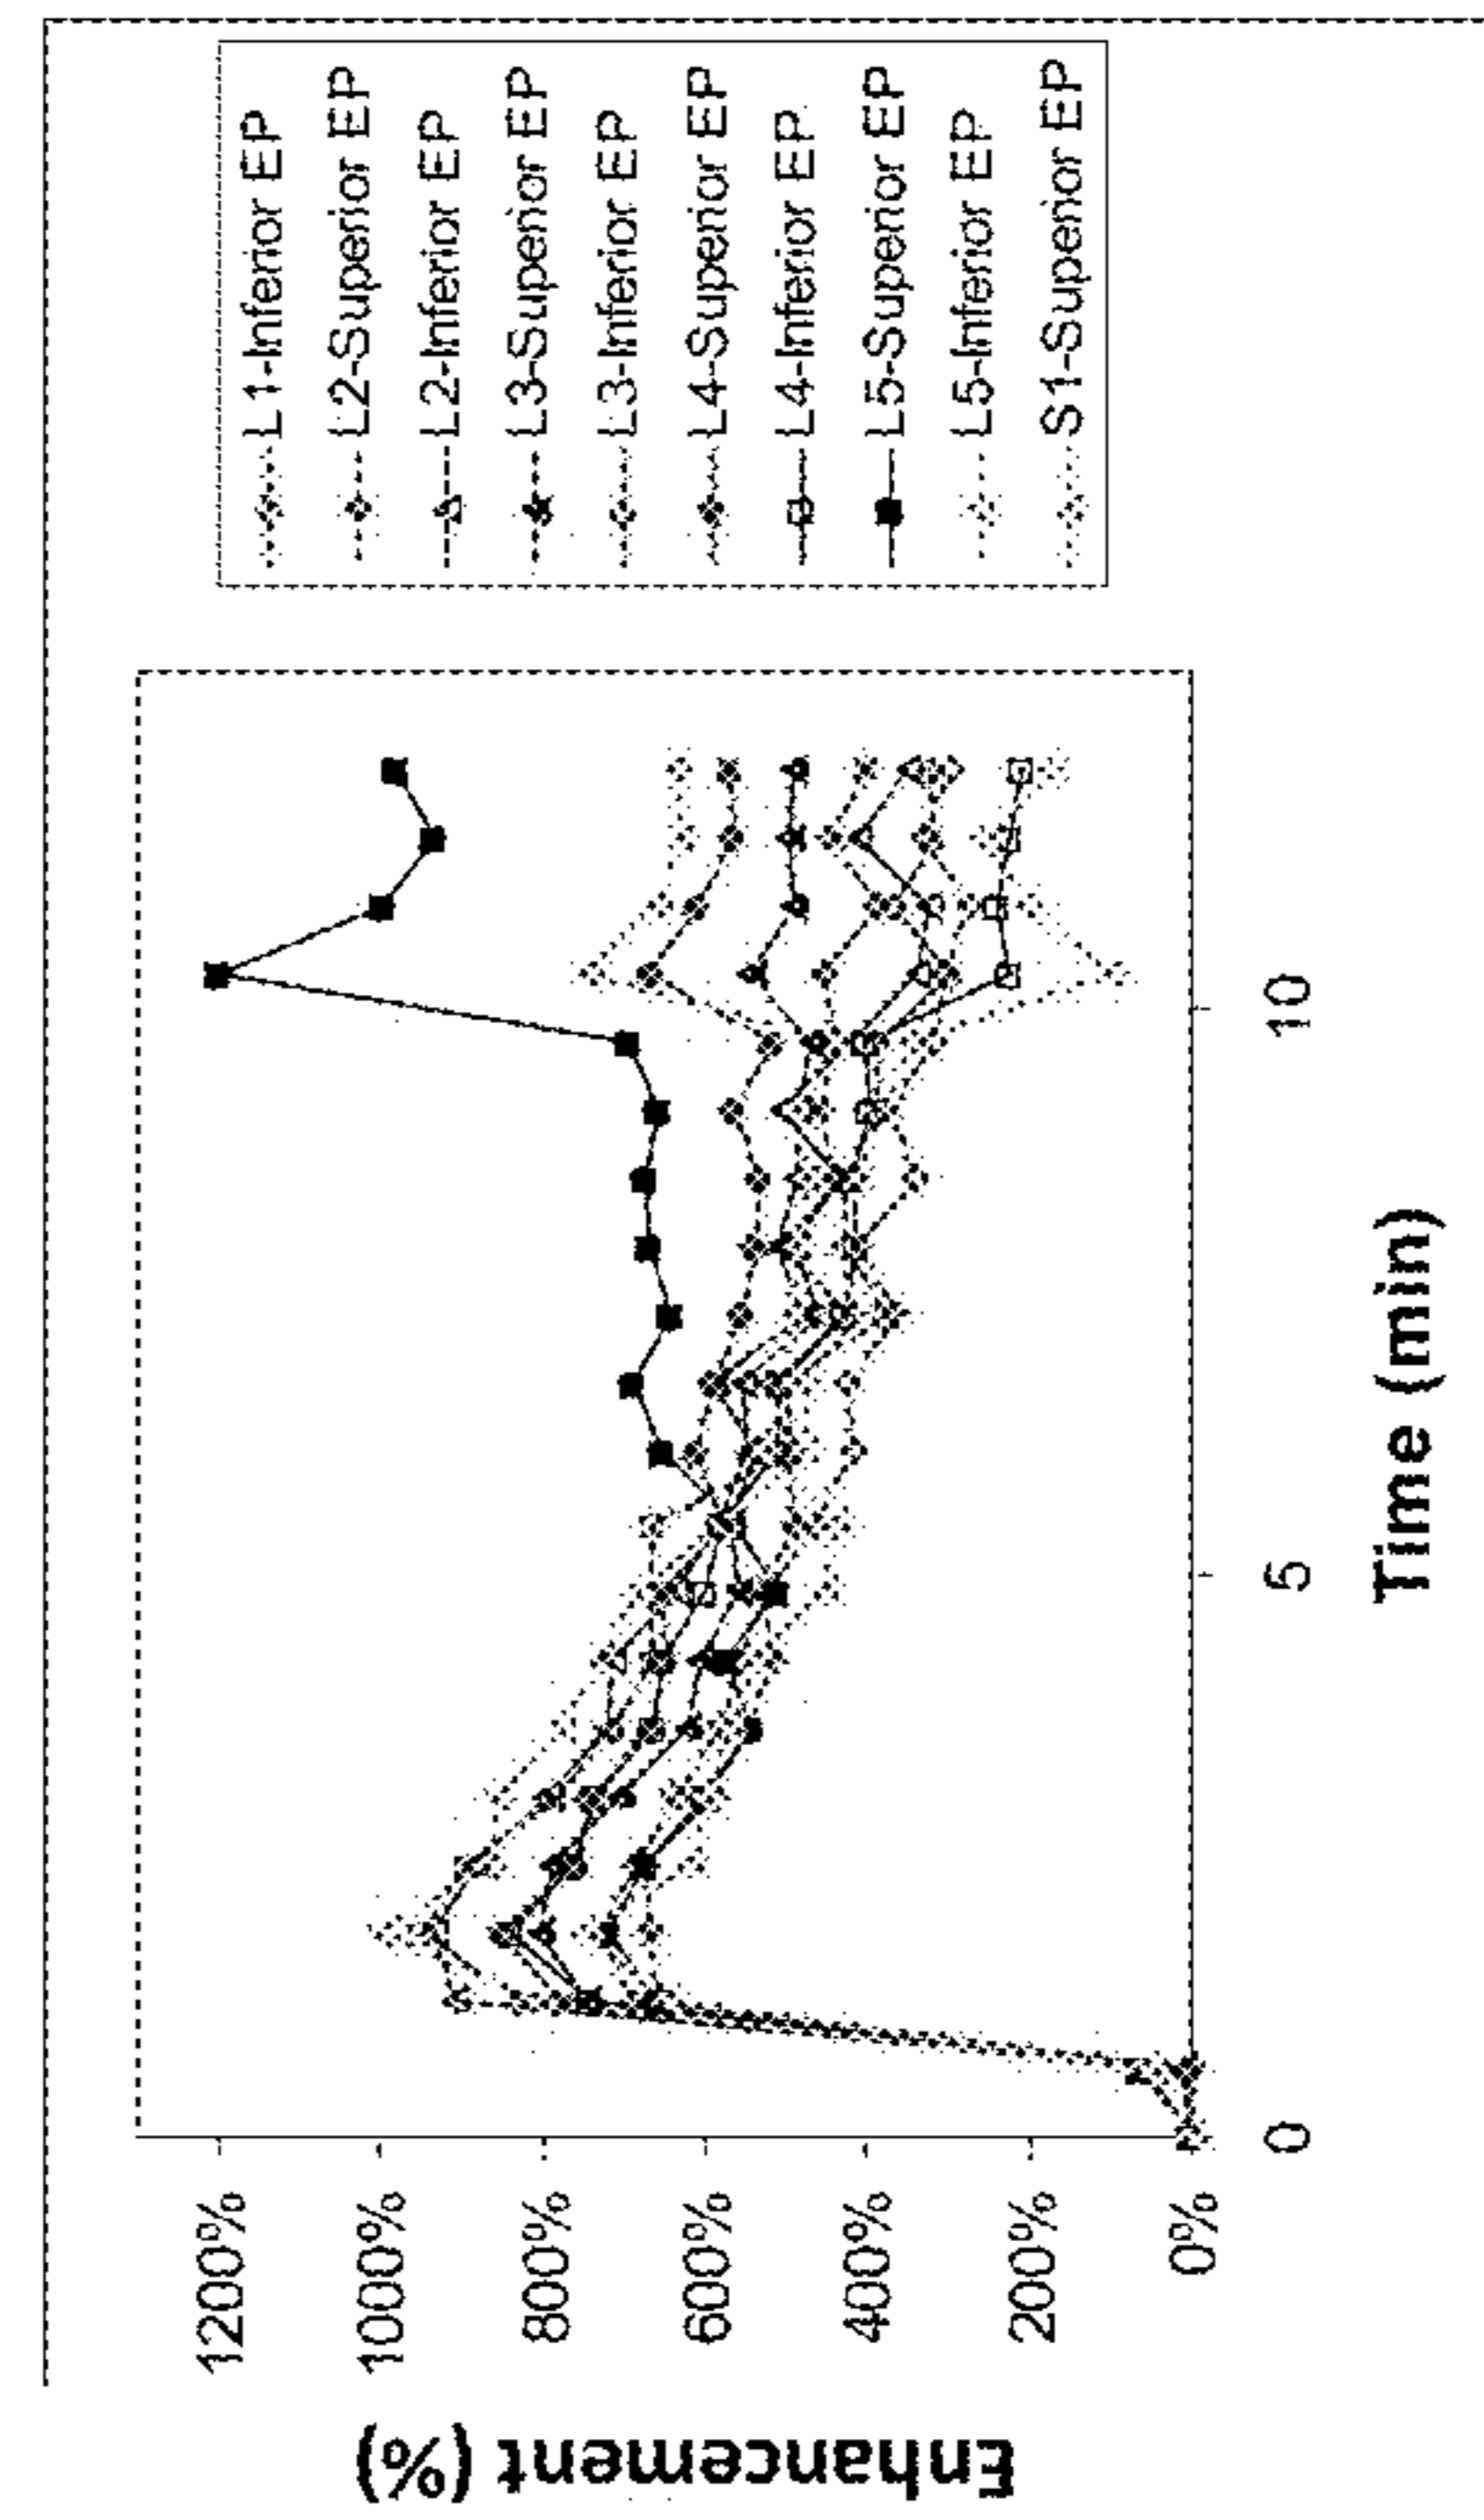 Enhancement (%)
1200%
1000%
800%
600%
400%
200%
0%
0
5
10
Time (min)
L1-Inferior EP
L2-Superior EP
L2-Inferior EP
L3-Superior EP
L3-Inferior EP
L4-Superior EP
L4-Inferior EP
L5-Superior EP
L5-Inferior EP
S1-Superior EP